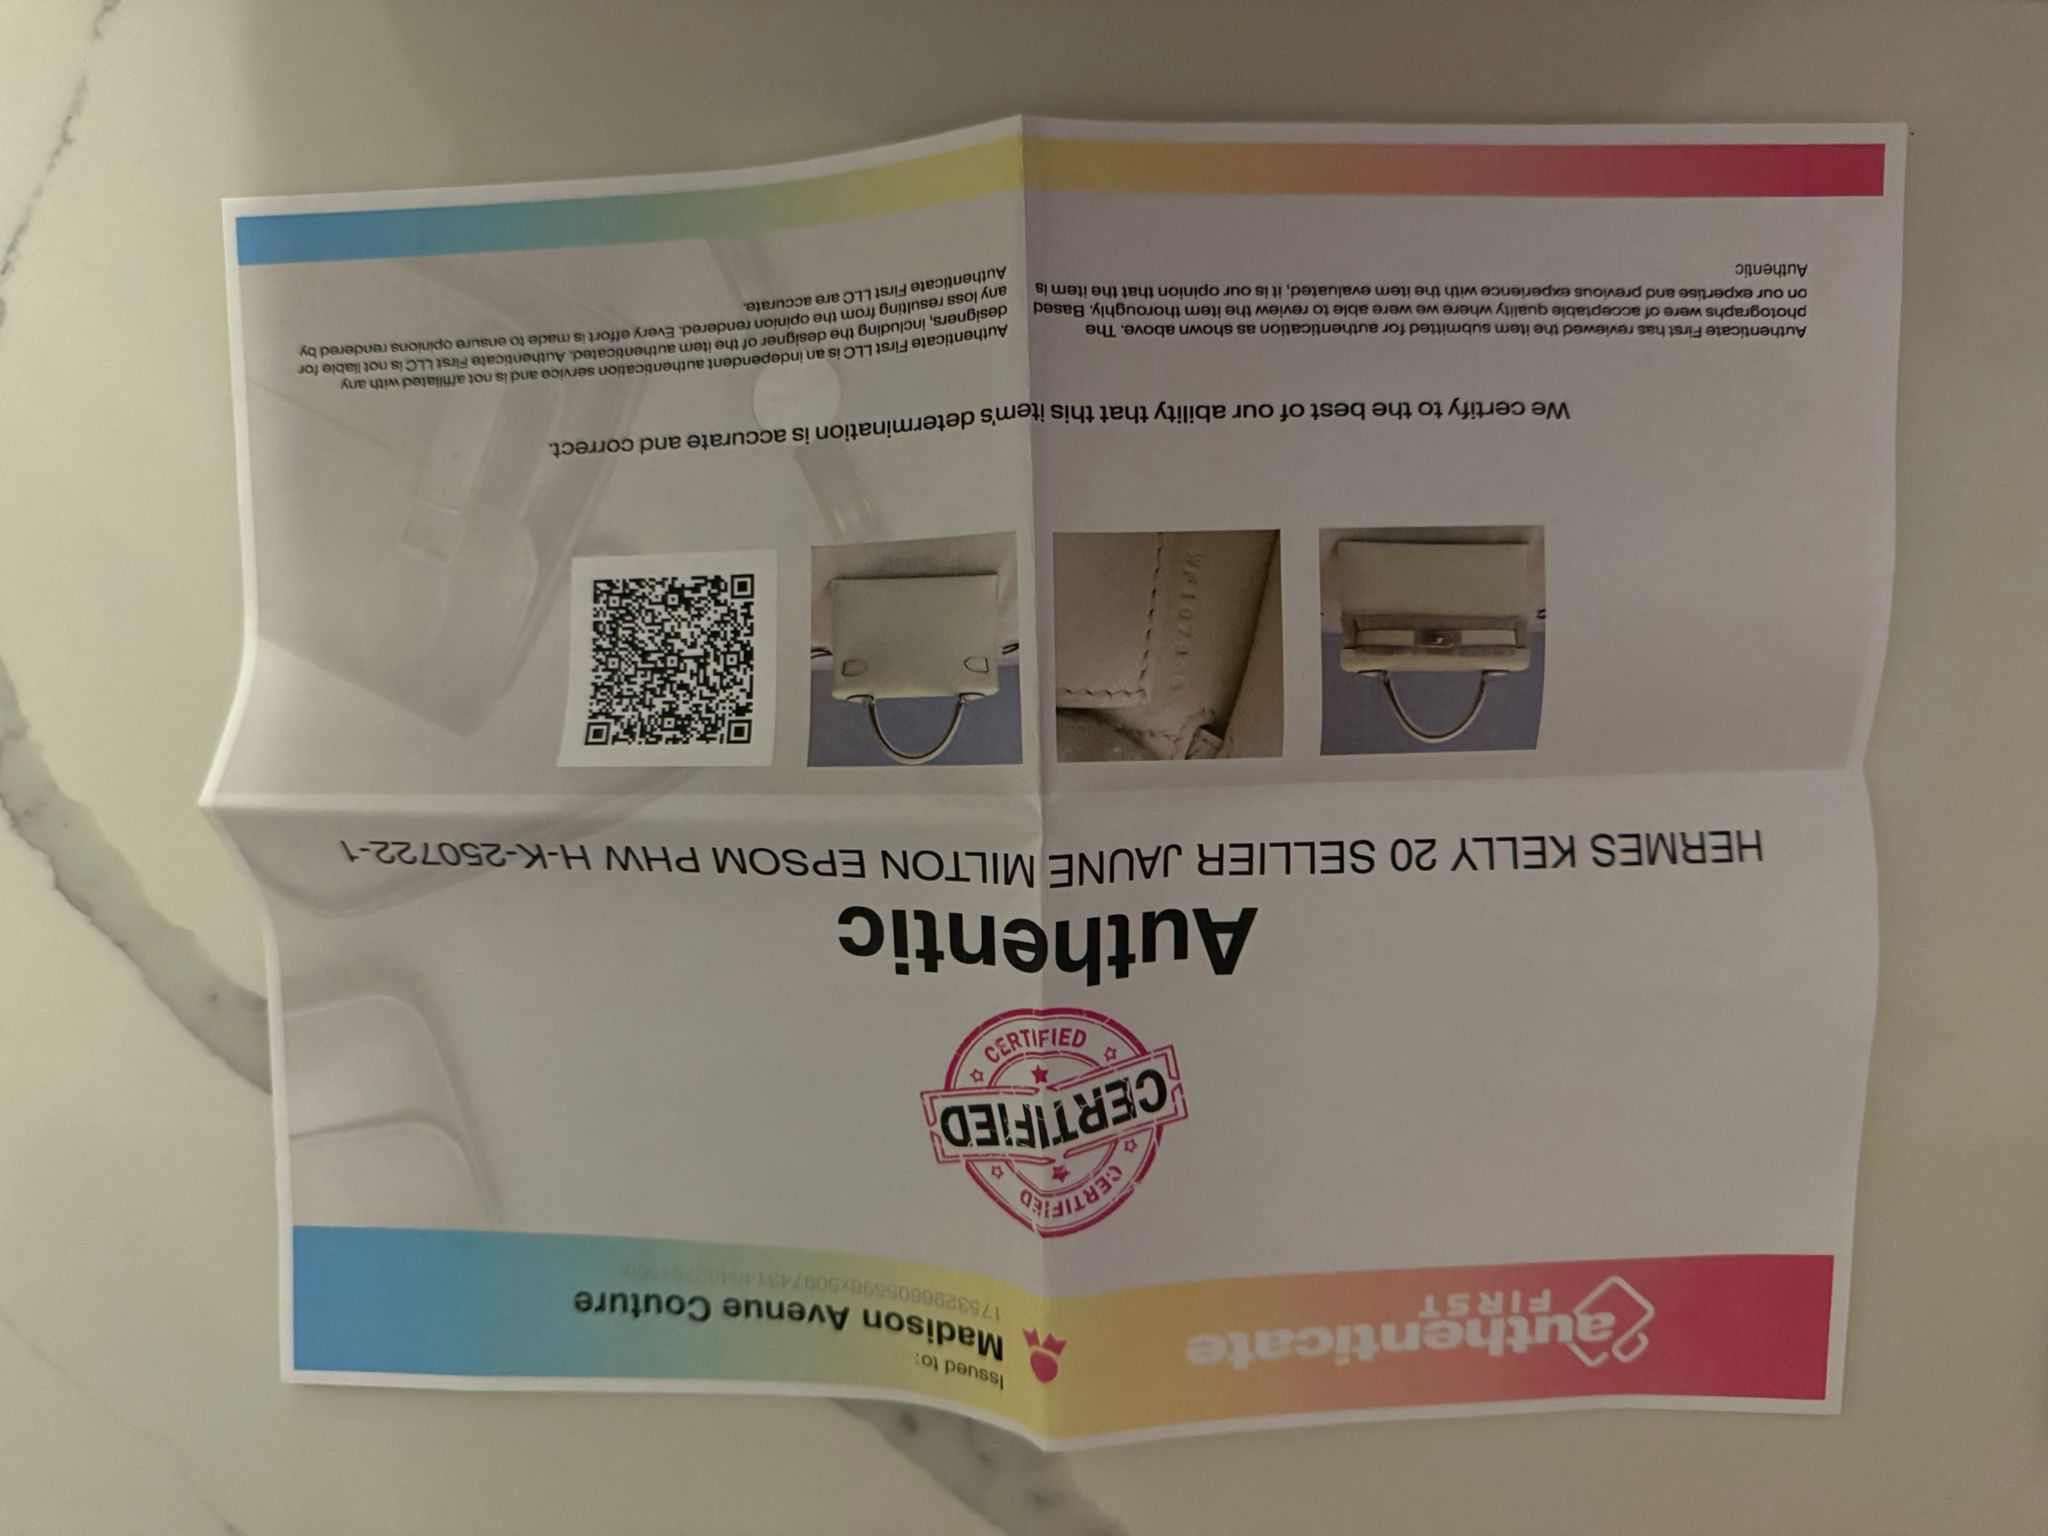 authenticate
FIRST
Issued to:
Madison Avenue Couture
CERTIFIED
CERTIFIED
CERTIFIED
Authentic
HERMES KELLY 20 SELLIER JAUNE MILTON EPSOM PHW H-K-250722-1
We certify to the best of our ability that this item's determination is accurate and correct.
Authenticate First has reviewed the item submitted for authentication as shown above. The
photographs were of acceptable quality where we were able to review the item thoroughly. Based
on our expertise and previous experience with the item evaluated, it is our opinion that the item is
Authentic
Authenticate First LLC is an independent authentication service and is not affiliated with any
designers, including the designer of the item authenticated. Authenticate First LLC is not liable for
any loss resulting from the opinion rendered. Every effort is made to ensure opinions rendered by
Authenticate First LLC are accurate.